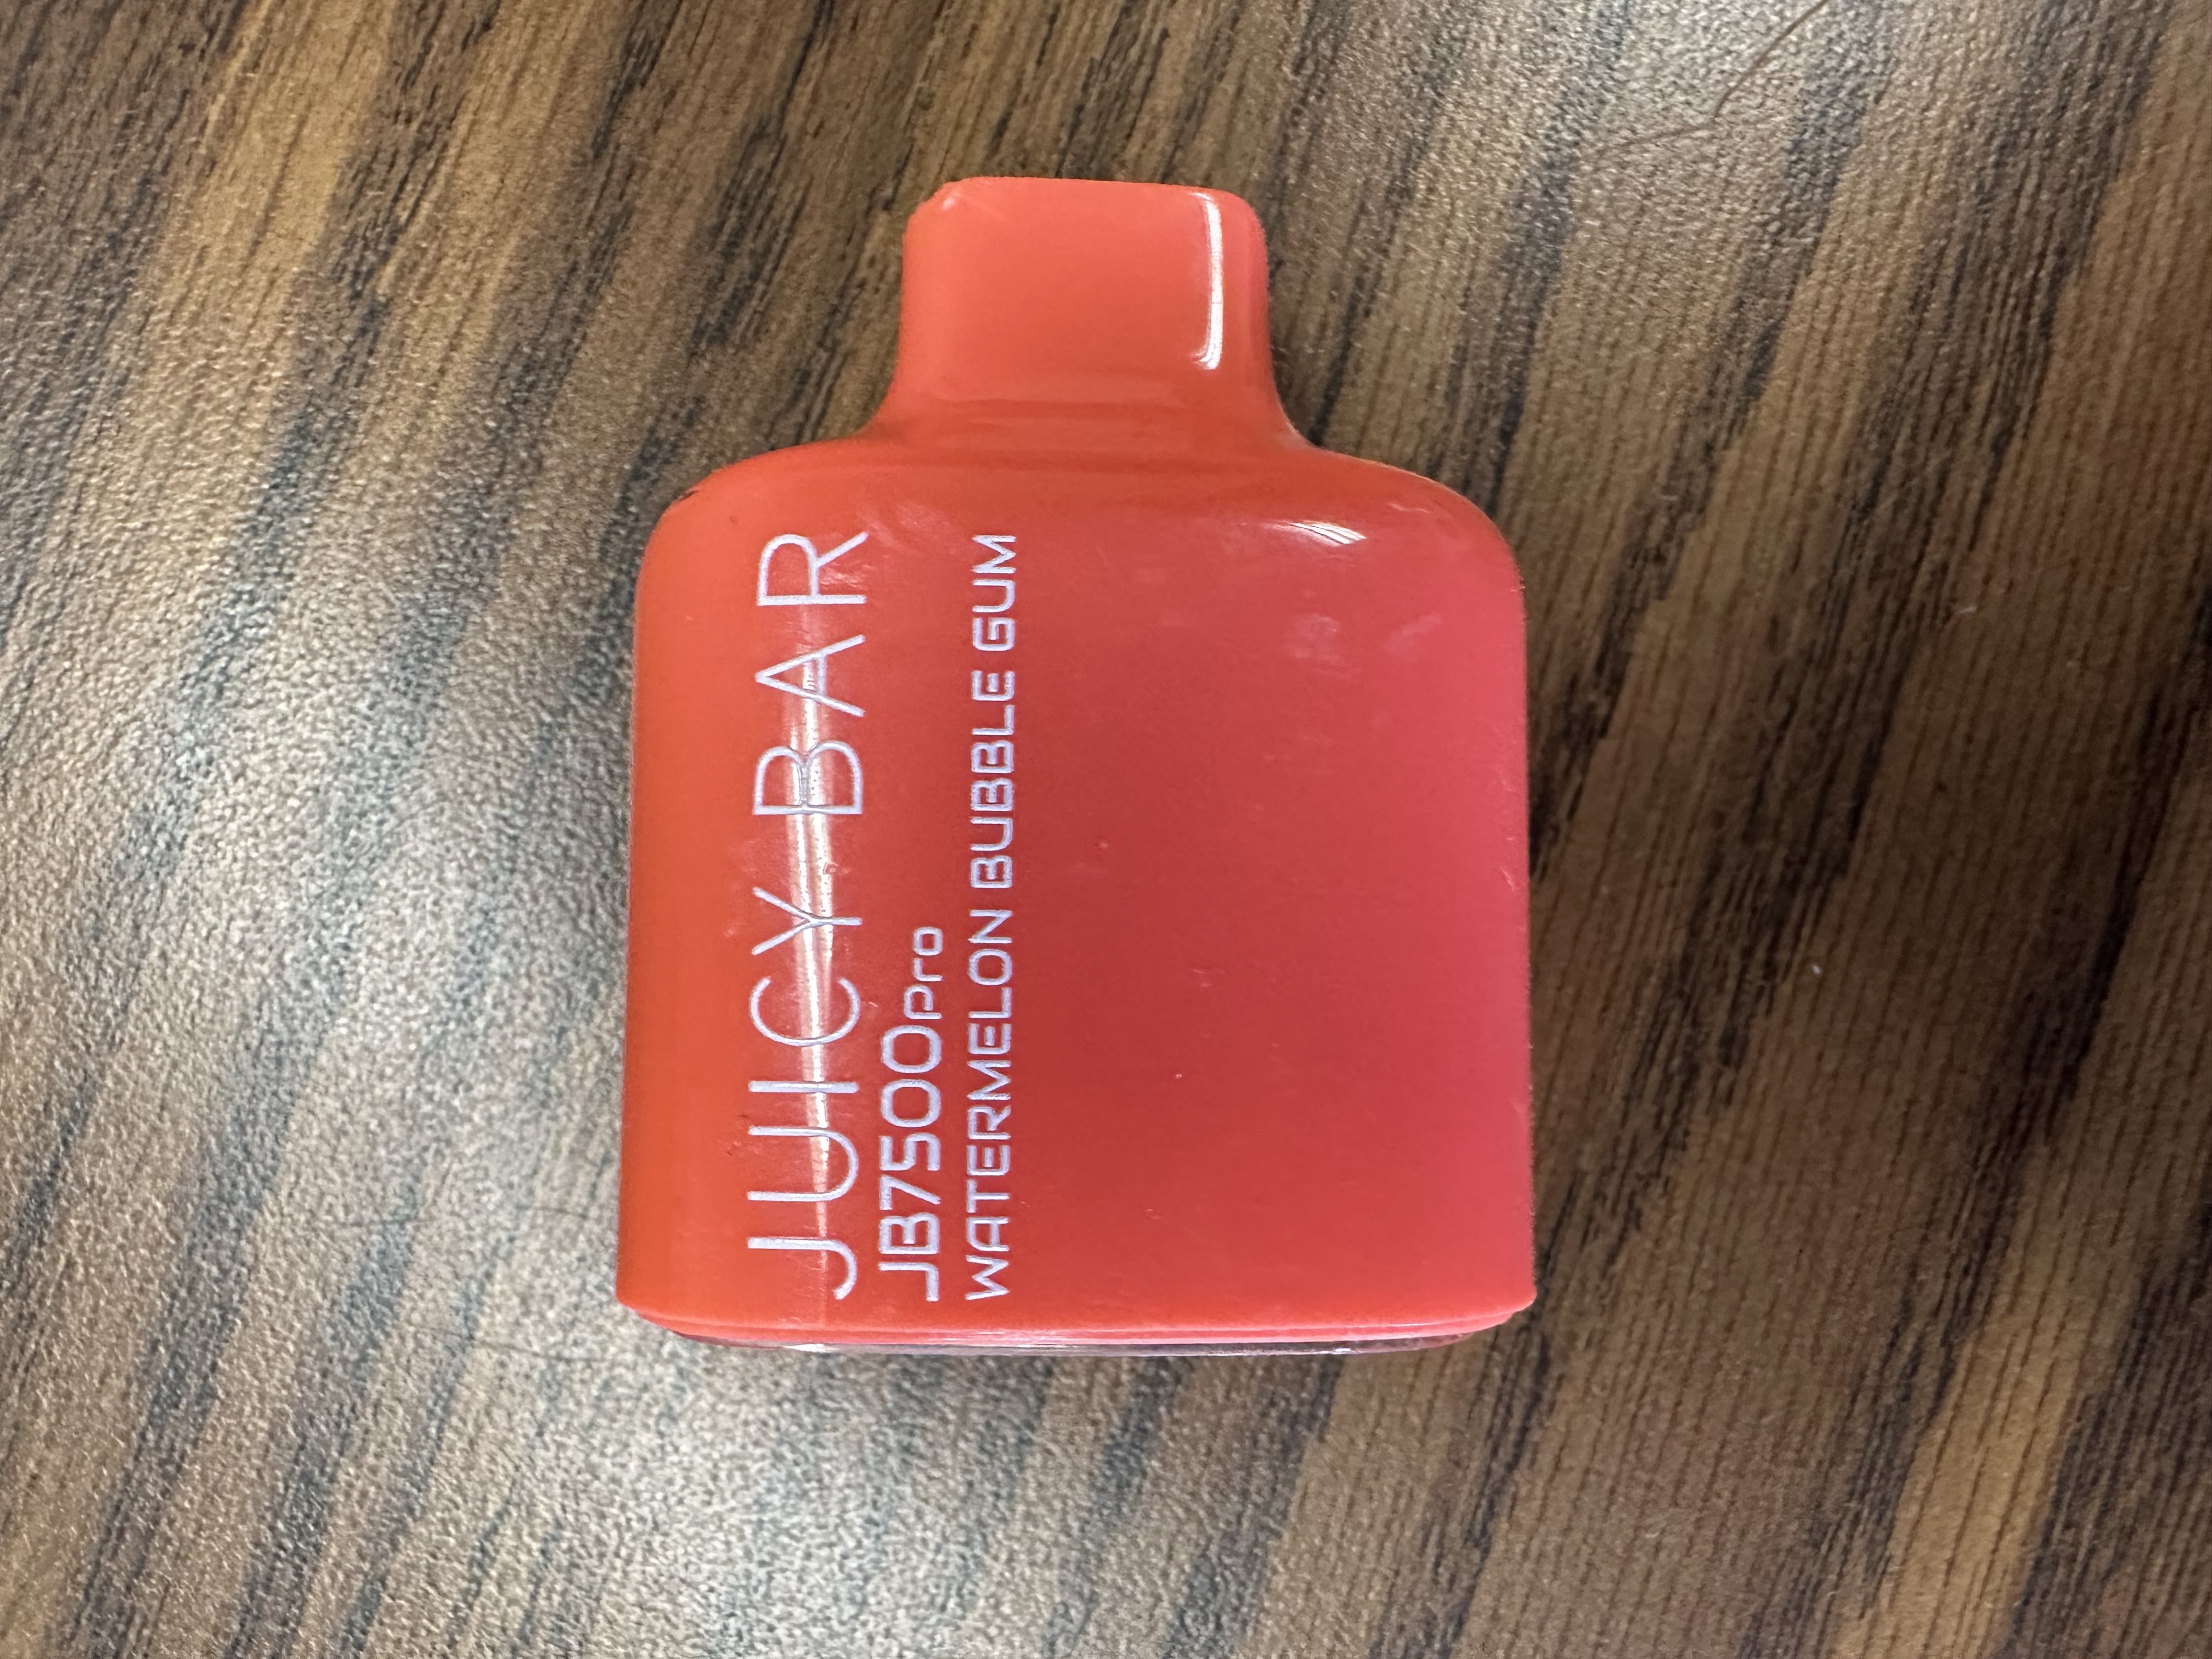 JUICY BAR
JB7500Pro
WATERMELON BUBBLE GUM